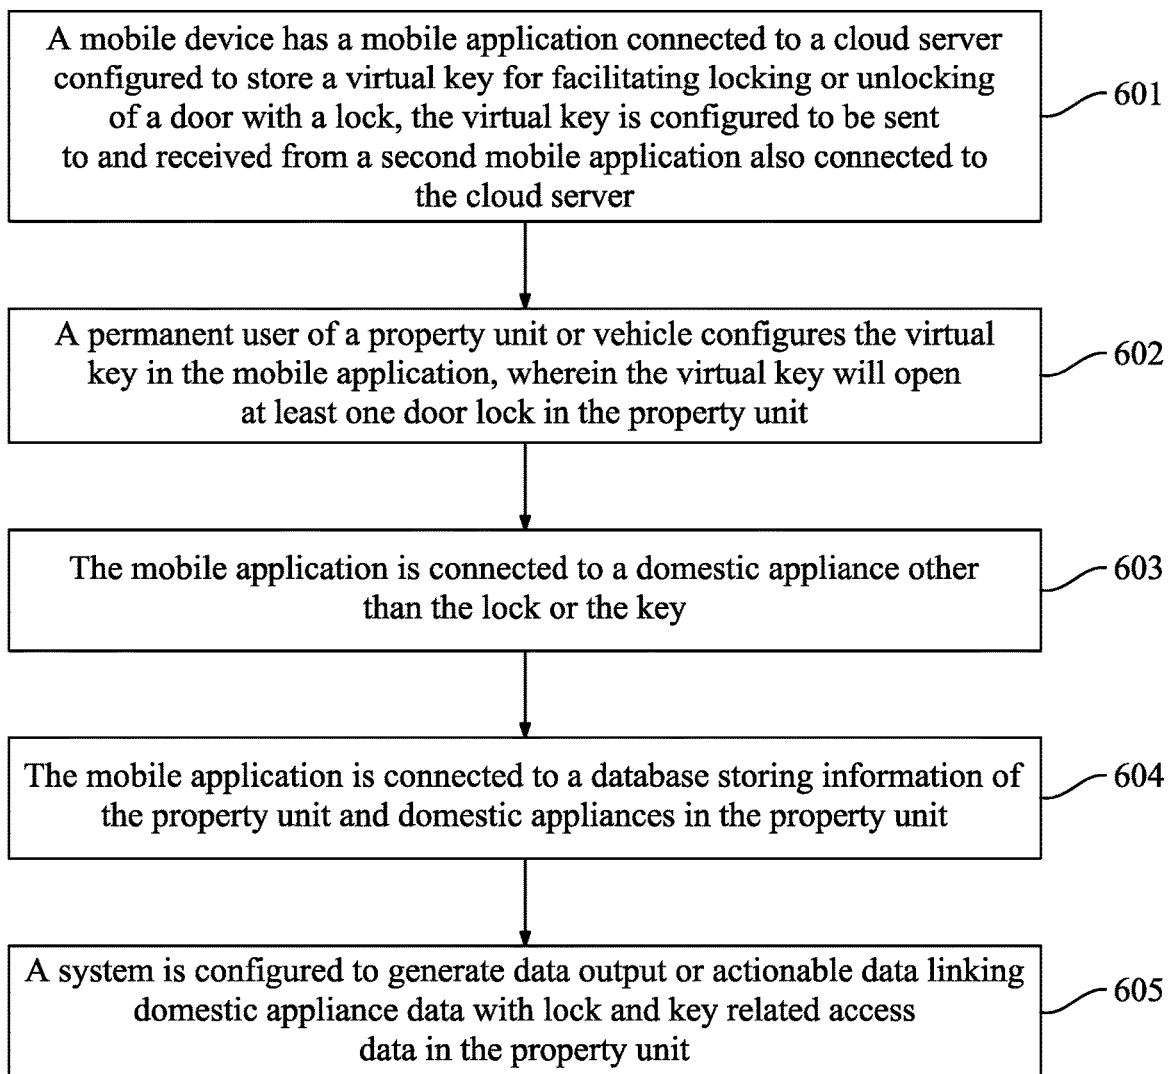 A mobile device has a mobile application connected to a cloud server
configured to store a virtual key for facilitating locking or unlocking
of a door with a lock, the virtual key is configured to be sent
to and received from a second mobile application also connected to
the cloud server
601
A permanent user of a property unit or vehicle configures the virtual
key in the mobile application, wherein the virtual key will open
at least one door lock in the property unit
602
The mobile application is connected to a domestic appliance other
than the lock or the key
603
The mobile application is connected to a database storing information of
the property unit and domestic appliances in the property unit
604
A system is configured to generate data output or actionable data linking
domestic appliance data with lock and key related access
data in the property unit
605